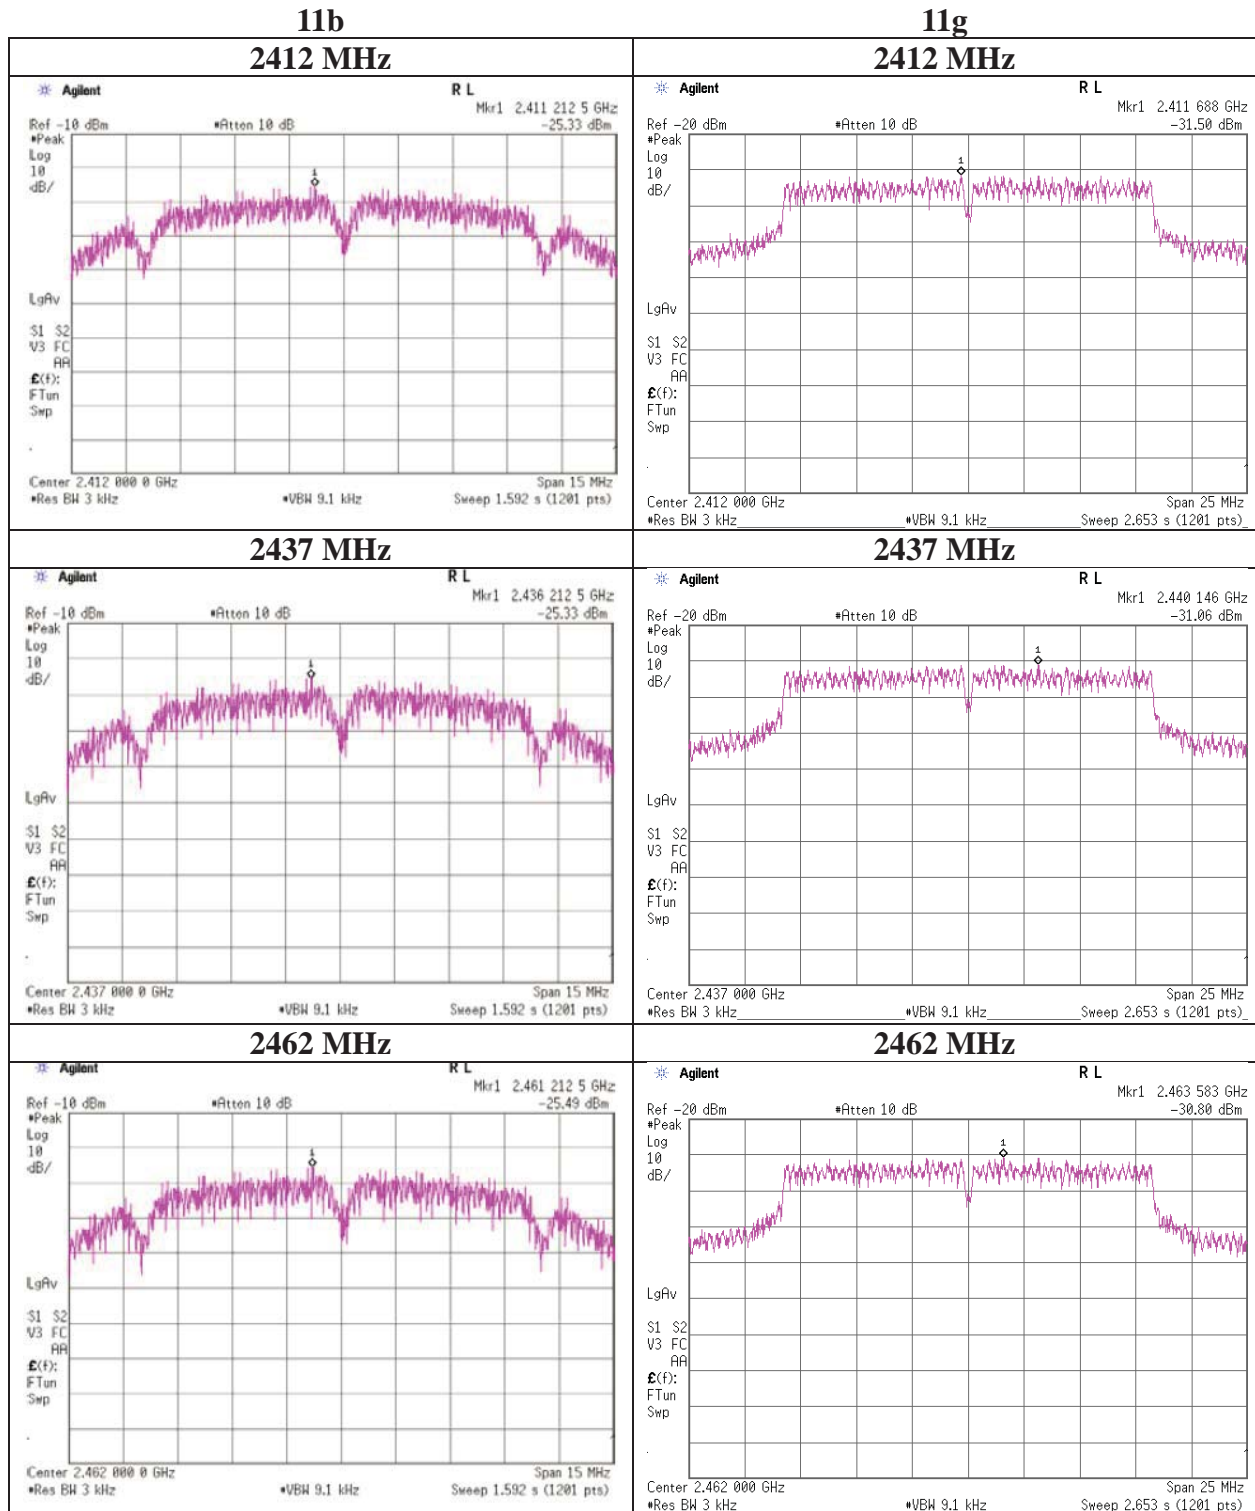 11b 11g
2412 MHz 2412 MHz
Agilent R L
Mkr1 2.411 212 5 GHz
Ref -10 dBm #Atten 10 dB -25.33 dBm
#Peak
Log
10
dB/
1
LgAv
S1 S2
V3 FC
AA
£(f):
FTun
Swp
Center 2.412 000 0 GHz Span 15 MHz
#Res BW 3 kHz #VBW 9.1 kHz Sweep 1.592 s (1201 pts)
Agilent R L
Mkr1 2.411 688 GHz
Ref -20 dBm #Atten 10 dB -31.50 dBm
#Peak
Log
10
dB/
1
LgAv
S1 S2
V3 FC
AA
£(f):
FTun
Swp
Center 2.412 000 GHz Span 25 MHz
#Res BW 3 kHz #VBW 9.1 kHz Sweep 2.653 s (1201 pts)
2437 MHz 2437 MHz
Agilent R L
Mkr1 2.436 212 5 GHz
Ref -10 dBm #Atten 10 dB -25.33 dBm
#Peak
Log
10
dB/
1
LgAv
S1 S2
V3 FC
AA
£(f):
FTun
Swp
Center 2.437 000 0 GHz Span 15 MHz
#Res BW 3 kHz #VBW 9.1 kHz Sweep 1.592 s (1201 pts)
Agilent R L
Mkr1 2.440 146 GHz
Ref -20 dBm #Atten 10 dB -31.06 dBm
#Peak
Log
10
dB/
1
LgAv
S1 S2
V3 FC
AA
£(f):
FTun
Swp
Center 2.437 000 GHz Span 25 MHz
#Res BW 3 kHz #VBW 9.1 kHz Sweep 2.653 s (1201 pts)
2462 MHz 2462 MHz
Agilent R L
Mkr1 2.461 212 5 GHz
Ref -10 dBm #Atten 10 dB -25.49 dBm
#Peak
Log
10
dB/
1
LgAv
S1 S2
V3 FC
AA
£(f):
FTun
Swp
Center 2.462 000 0 GHz Span 15 MHz
#Res BW 3 kHz #VBW 9.1 kHz Sweep 1.592 s (1201 pts)
Agilent R L
Mkr1 2.463 583 GHz
Ref -20 dBm #Atten 10 dB -30.80 dBm
#Peak
Log
10
dB/
1
LgAv
S1 S2
V3 FC
AA
£(f):
FTun
Swp
Center 2.462 000 GHz Span 25 MHz
#Res BW 3 kHz #VBW 9.1 kHz Sweep 2.653 s (1201 pts)